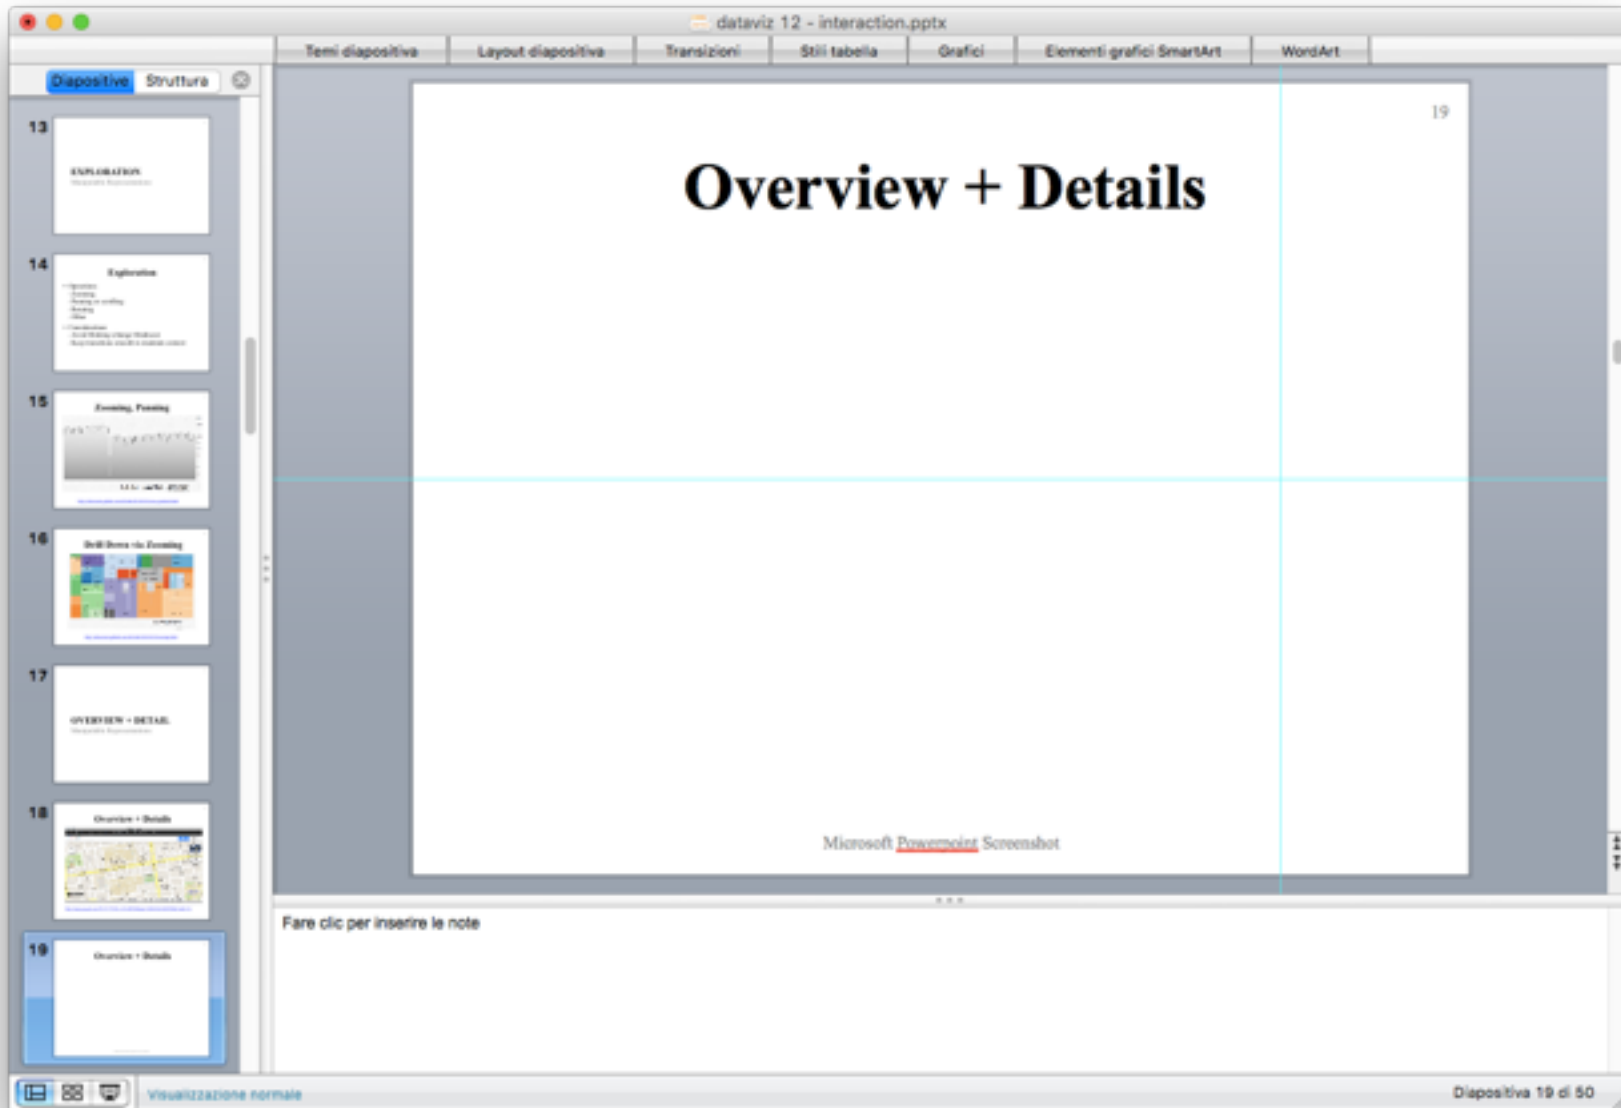 dataviz 12 - interaction.pptx
Temi diapositiva Layout diapositiva Transizioni Stili tabella Grafici Elementi grafici SmartArt WordArt
Diapositive Struttura
13
EXPLORATION
14
Exploration
15
Zooming, Panning
16
Drill Down via Zooming
17
OVERVIEW + DETAIL
18
Overview + Details
19
Overview + Details
19
Overview + Details
Microsoft Powerpoint Screenshot
Fare clic per inserire le note
Visualizzazione normale
Diapositiva 19 di 50